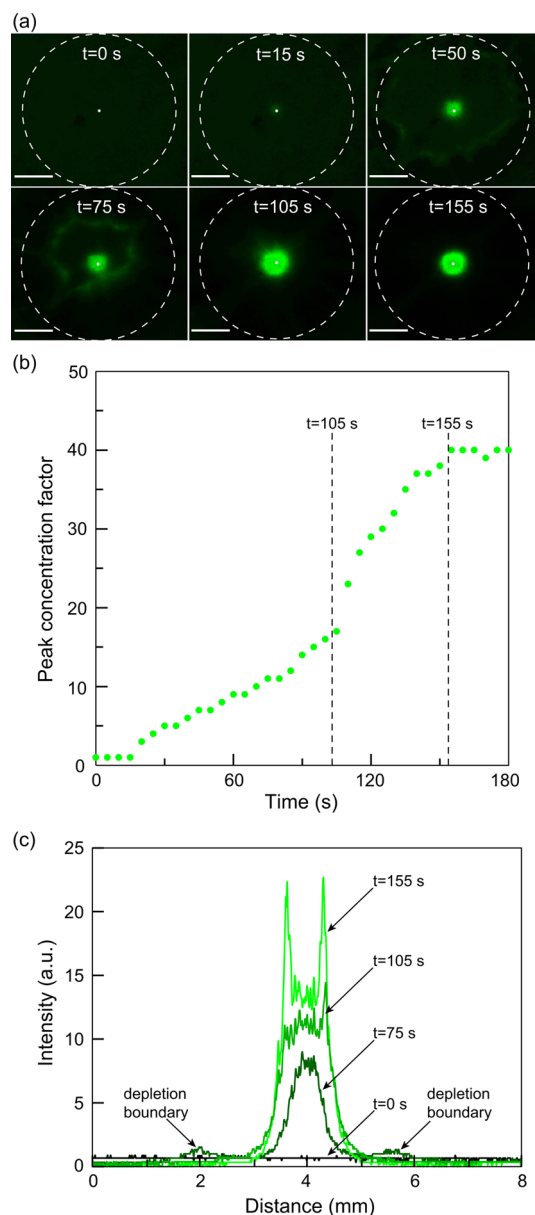 (a)
t=0 s
t=15 s
t=50 s
t=75 s
t=105 s
t=155 s
(b)
50
40
30
20
10
0
Peak concentration factor
t=105 s
t=155 s
0
60
120
180
Time (s)
(c)
25
20
15
10
5
0
Intensity (a.u.)
t=155 s
t=105 s
t=75 s
t=0 s
depletion
boundary
depletion
boundary
0
2
4
6
8
Distance (mm)